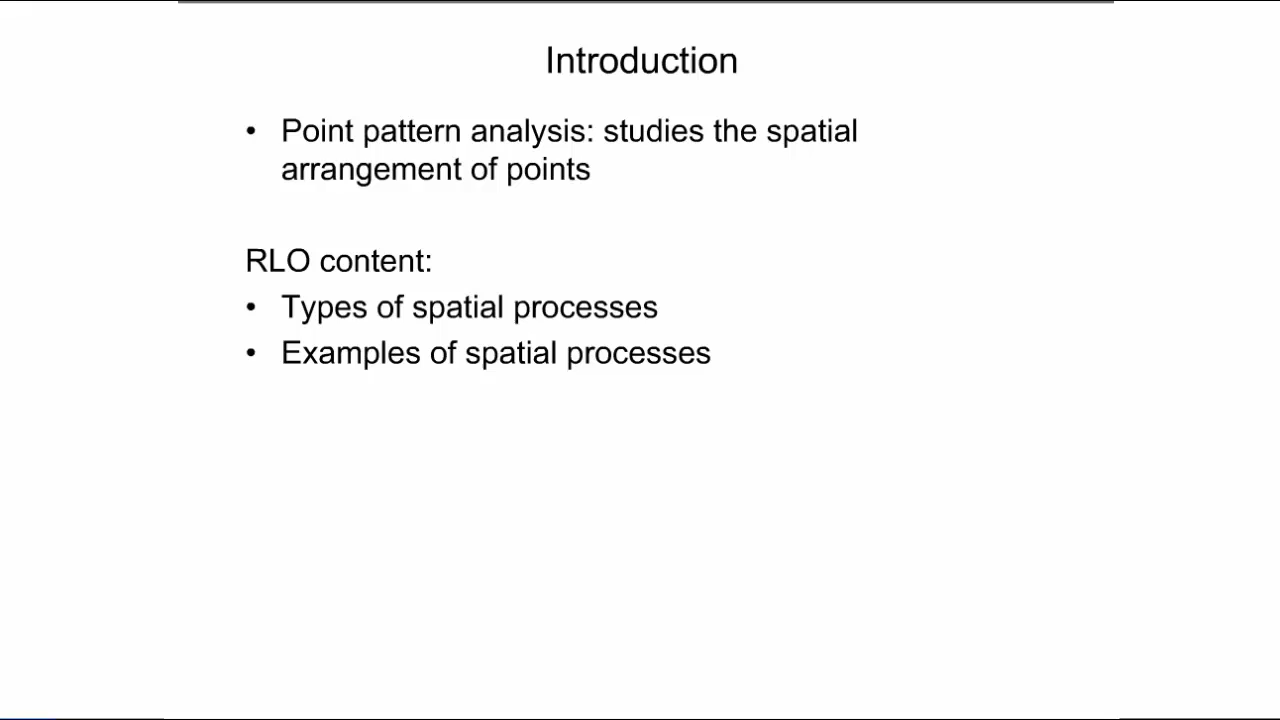 Introduction
• Point pattern analysis: studies the spatial
arrangement of points
RLO content:
• Types of spatial processes
• Examples of spatial processes